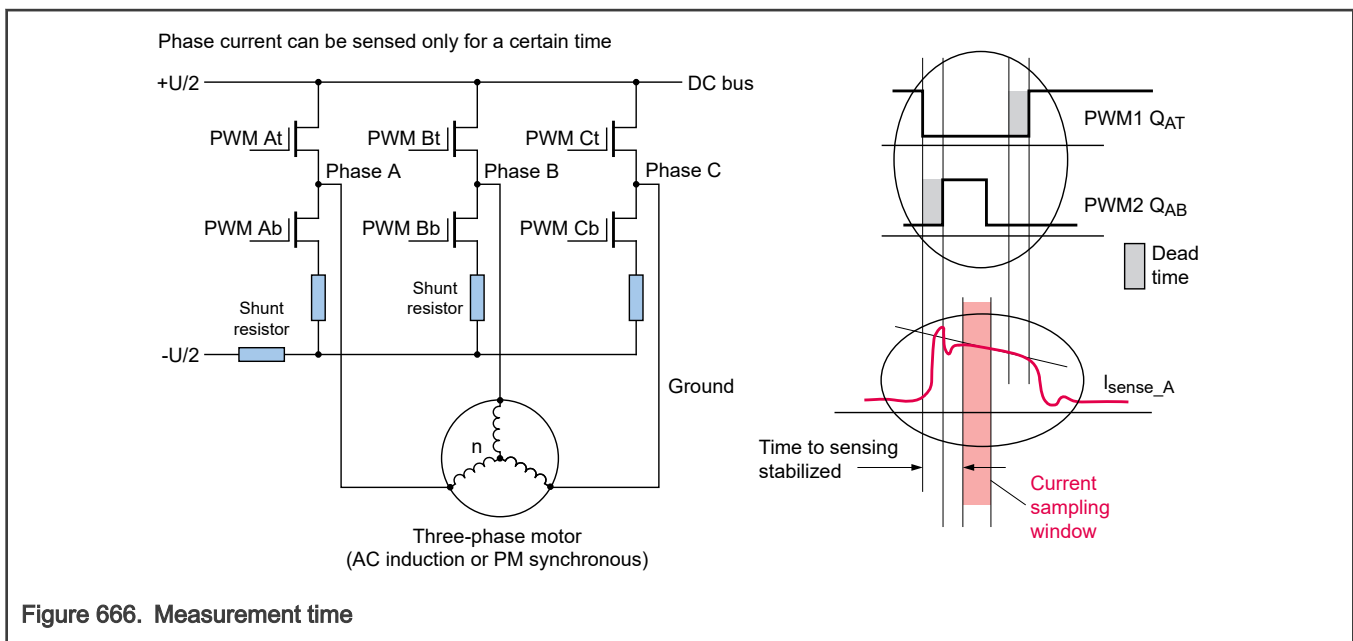 Phase current can be sensed only for a certain time
+U/2
DC bus
PWM At
PWM Bt
PWM Ct
Phase A
Phase B
Phase C
PWM Ab
PWM Bb
PWM Cb
Shunt
resistor
Shunt
resistor
-U/2
Ground
n
Three-phase motor
(AC induction or PM synchronous)
PWM1 QAT
PWM2 QAB
Dead
time
Isense_A
Time to sensing
stabilized
Current
sampling
window
Figure 666. Measurement time